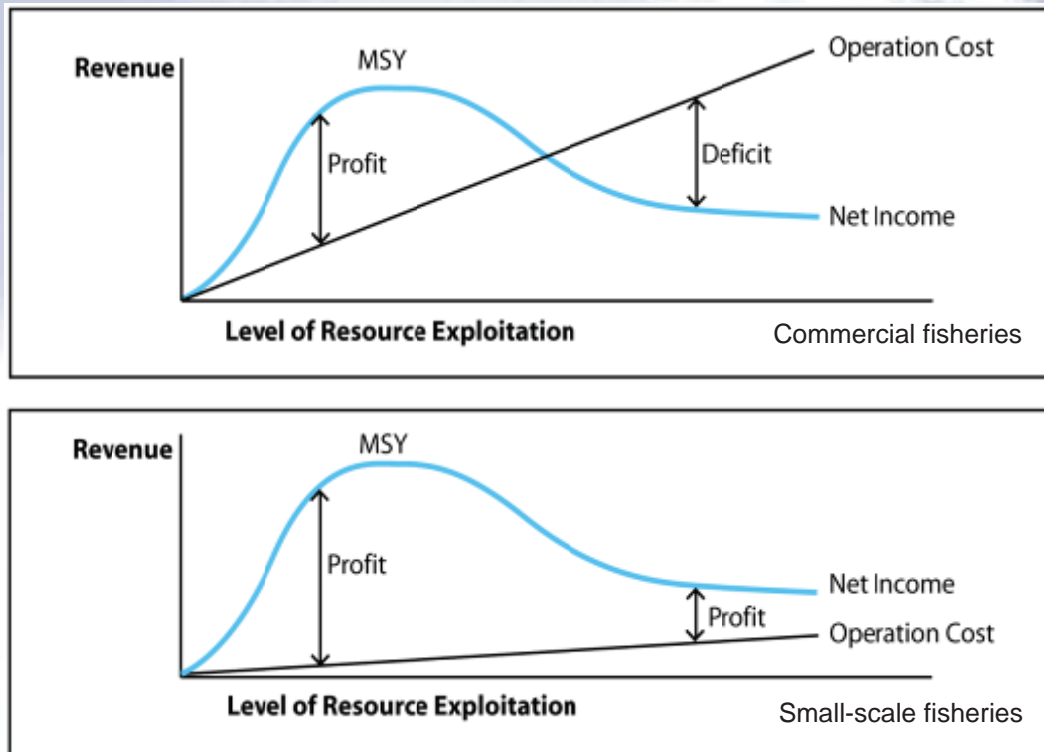 Operation Cost
MSY
Revenue
Profit
Deficit
Net Income
Level of Resource Exploitation
Commercial fisheries
MSY
Revenue
Profit
Net Income
Profit
Operation Cost
Level of Resource Exploitation
Small-scale fisheries